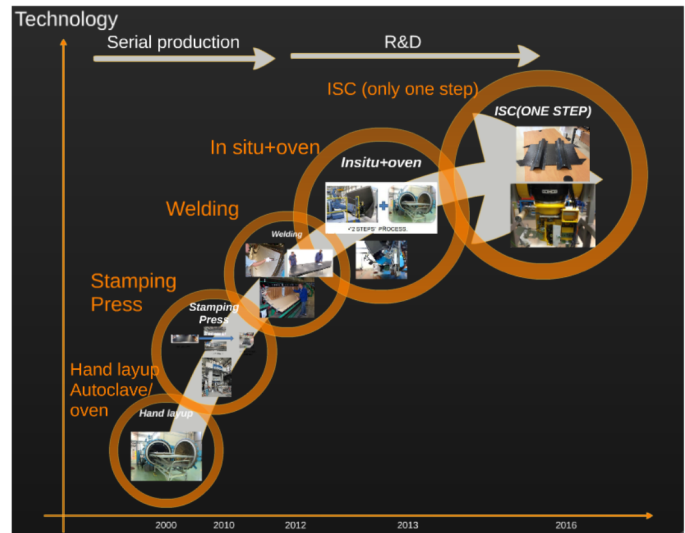 Technology
Serial production
R&D
ISC (only one step)
ISC(ONE STEP)
In situ+oven
Insitu+oven
✓2 STEPS' PROCESS.
Welding
Welding
Stamping
Press
Stamping
Press
Hand layup
Autoclave/
oven
Hand layup
2000
2010
2012
2013
2016